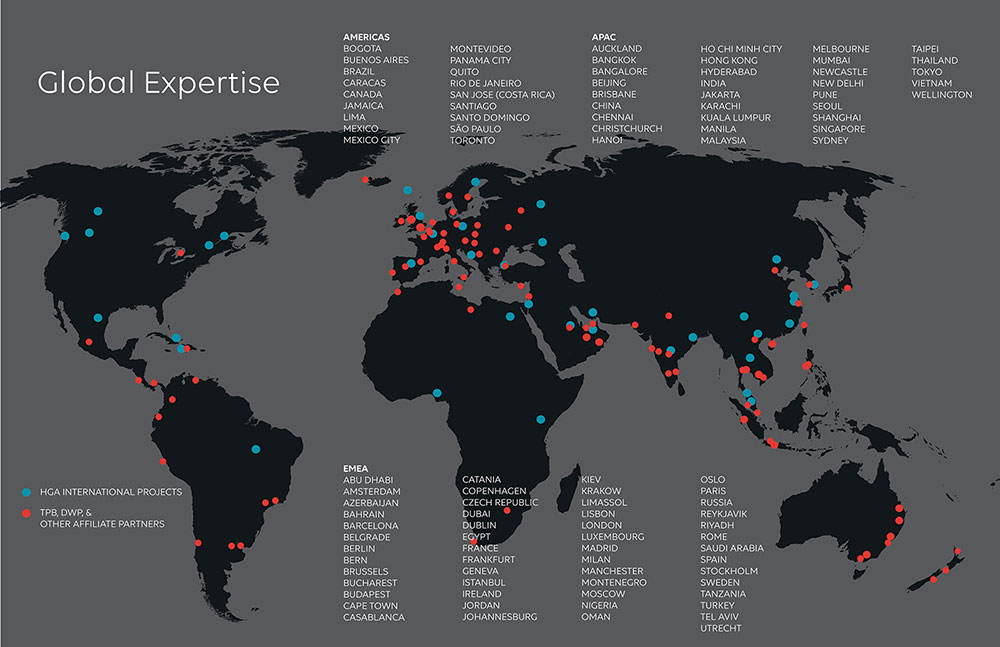 Global Expertise
AMERICAS
BOGOTA
BUENOS AIRES
BRAZIL
CARACAS
CANADA
JAMAICA
LIMA
MEXICO
MEXICO CITY
MONTEVIDEO
PANAMA CITY
QUITO
RIO DE JANEIRO
SAN JOSE (COSTA RICA)
SANTIAGO
SANTO DOMINGO
SÃO PAULO
TORONTO
APAC
AUCKLAND
BANGKOK
BANGALORE
BEIJING
BRISBANE
CHINA
CHENNAI
CHRISTCHURCH
HANOI
HO CHI MINH CITY
HONG KONG
HYDERABAD
INDIA
JAKARTA
KARACHI
KUALA LUMPUR
MANILA
MALAYSIA
MELBOURNE
MUMBAI
NEWCASTLE
NEW DELHI
PUNE
SEOUL
SHANGHAI
SINGAPORE
SYDNEY
TAIPEI
THAILAND
TOKYO
VIETNAM
WELLINGTON
HGA INTERNATIONAL PROJECTS
TPB, DWP, &
OTHER AFFILIATE PARTNERS
EMEA
ABU DHABI
AMSTERDAM
AZERBAIJAN
BAHRAIN
BARCELONA
BELGRADE
BERLIN
BERN
BRUSSELS
BUCHAREST
BUDAPEST
CAPE TOWN
CASABLANCA
CATANIA
COPENHAGEN
CZECH REPUBLIC
DUBAI
DUBLIN
EGYPT
FRANCE
FRANKFURT
GENEVA
ISTANBUL
IRELAND
JORDAN
JOHANNESBURG
KIEV
KRAKOW
LIMASSOL
LISBON
LONDON
LUXEMBOURG
MADRID
MILAN
MANCHESTER
MONTENEGRO
MOSCOW
NIGERIA
OMAN
OSLO
PARIS
RUSSIA
REYKJAVIK
RIYADH
ROME
SAUDI ARABIA
SPAIN
STOCKHOLM
SWEDEN
TANZANIA
TURKEY
TEL AVIV
UTRECHT